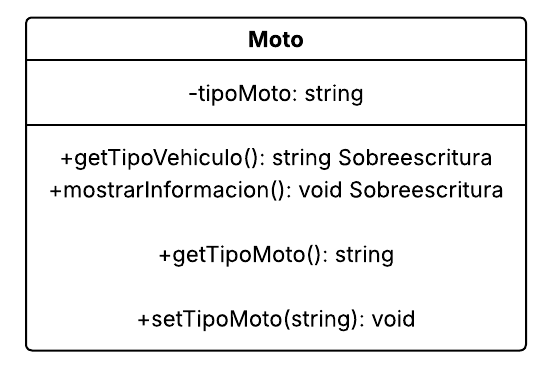 Moto
-tipoMoto: string
+getTipoVehiculo(): string Sobreescritura
+mostrarInformacion(): void Sobreescritura
+getTipoMoto(): string
+setTipoMoto(string): void